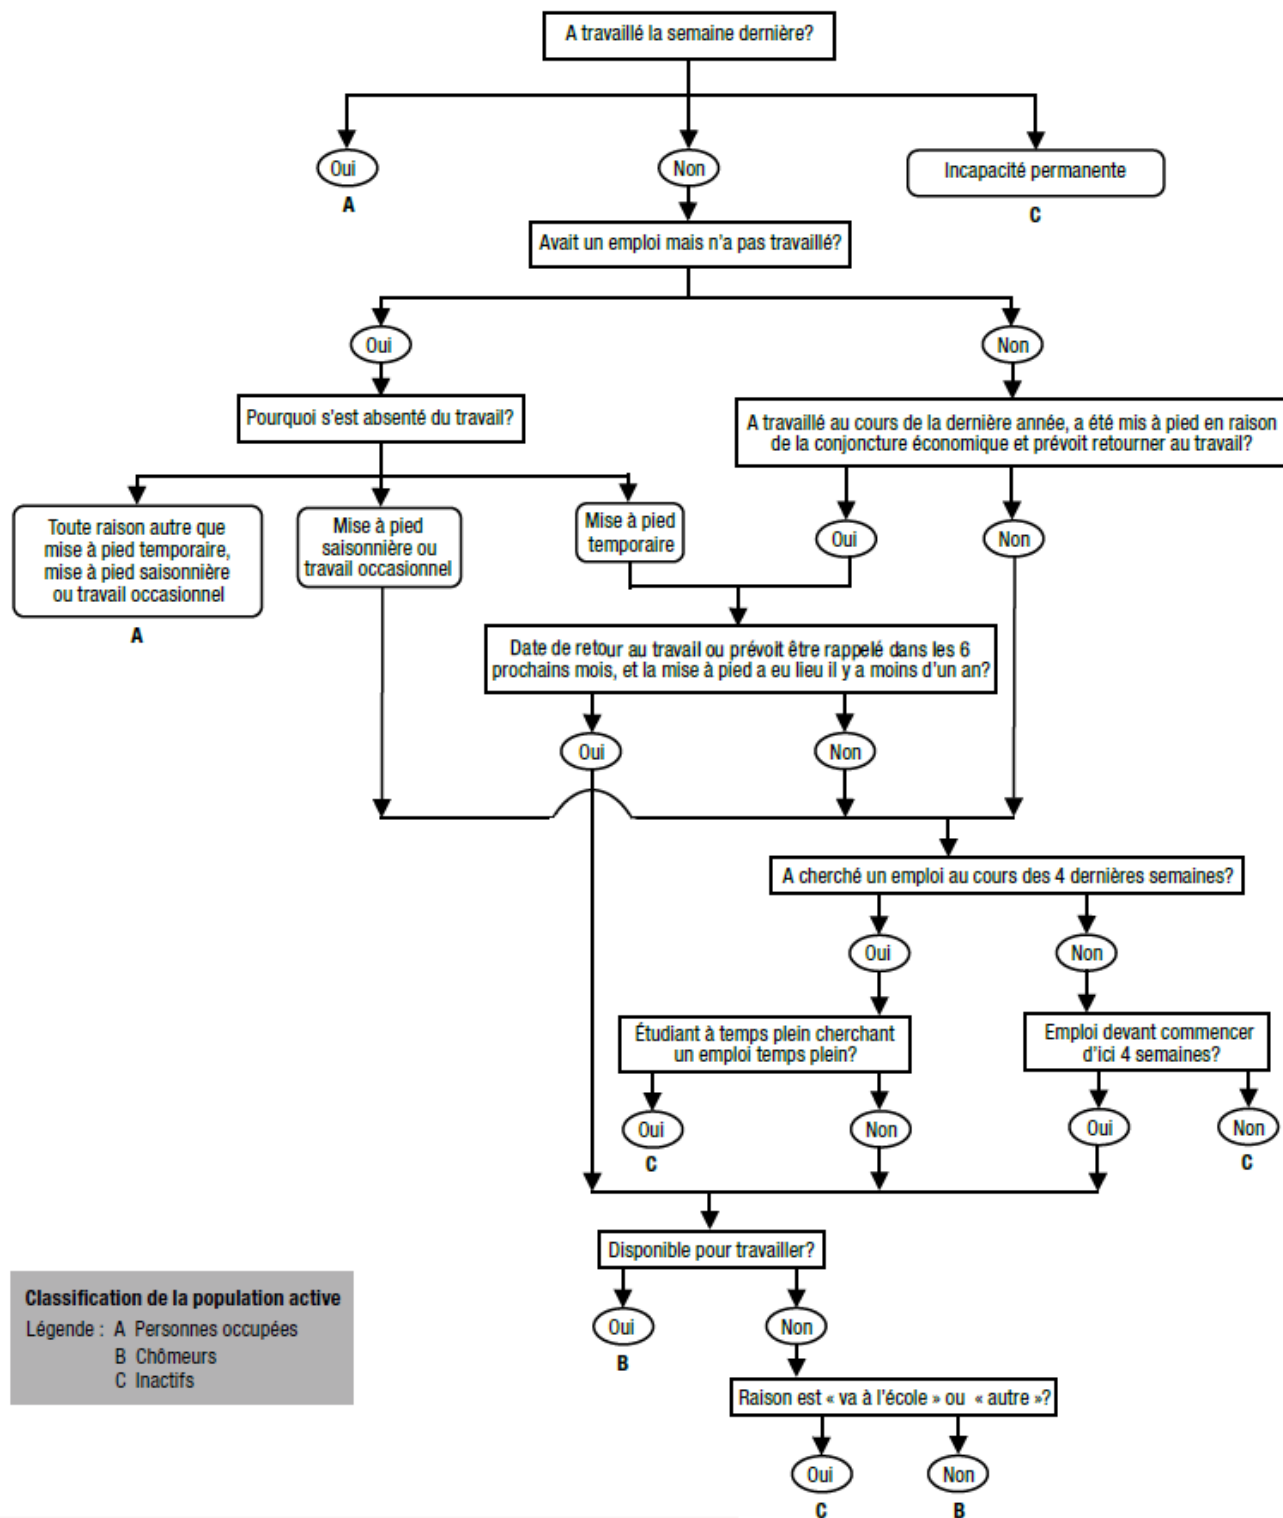 A travaillé la semaine dernière?
Oui
Non
Incapacité permanente
A
C
Avait un emploi mais n'a pas travaillé?
Oui
Non
Pourquoi s'est absenté du travail?
A travaillé au cours de la dernière année, a été mis à pied en raison
de la conjoncture économique et prévoit retourner au travail?
Toute raison autre que
mise à pied temporaire,
mise à pied saisonnière
ou travail occasionnel
A
Mise à pied
saisonnière ou
travail occasionnel
Mise à pied
temporaire
Oui
Non
Date de retour au travail ou prévoit être rappelé dans les 6
prochains mois, et la mise à pied a eu lieu il y a moins d'un an?
Oui
Non
A cherché un emploi au cours des 4 dernières semaines?
Oui
Non
Étudiant à temps plein cherchant
un emploi temps plein?
Emploi devant commencer
d'ici 4 semaines?
Oui
Non
Oui
Non
C
C
Disponible pour travailler?
Oui
Non
B
Raison est « va à l'école » ou « autre »?
Oui
Non
C
B
Classification de la population active
Légende : A Personnes occupées
B Chômeurs
C Inactifs